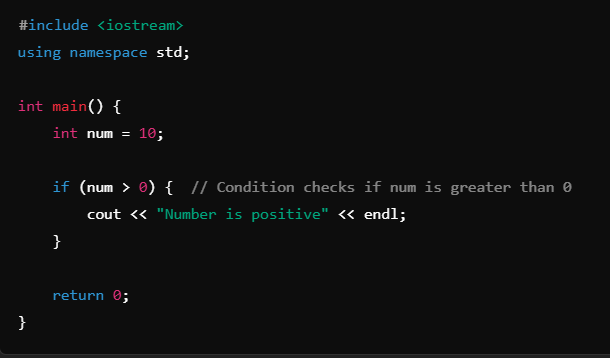 #include <iostream>
using namespace std;
int main() {
    int num = 10;
    if (num > 0) {  // Condition checks if num is greater than 0
        cout << "Number is positive" << endl;
    }
    return 0;
}